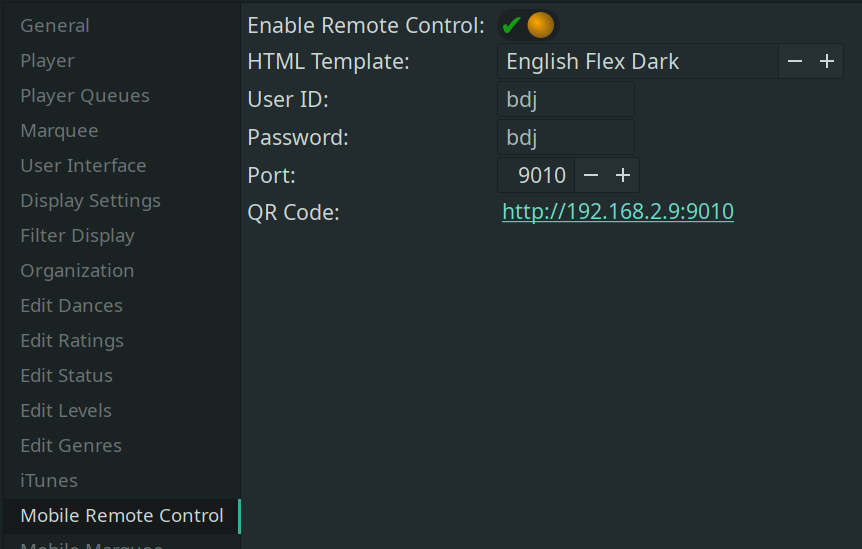 General
Player
Player Queues
Marquee
User Interface
Display Settings
Filter Display
Organization
Edit Dances
Edit Ratings
Edit Status
Edit Levels
Edit Genres
iTunes
Mobile Remote Control
Mobile Marquee
Enable Remote Control:
HTML Template: English Flex Dark
User ID: bdj
Password: bdj
Port: 9010
QR Code: http://192.168.2.9:9010